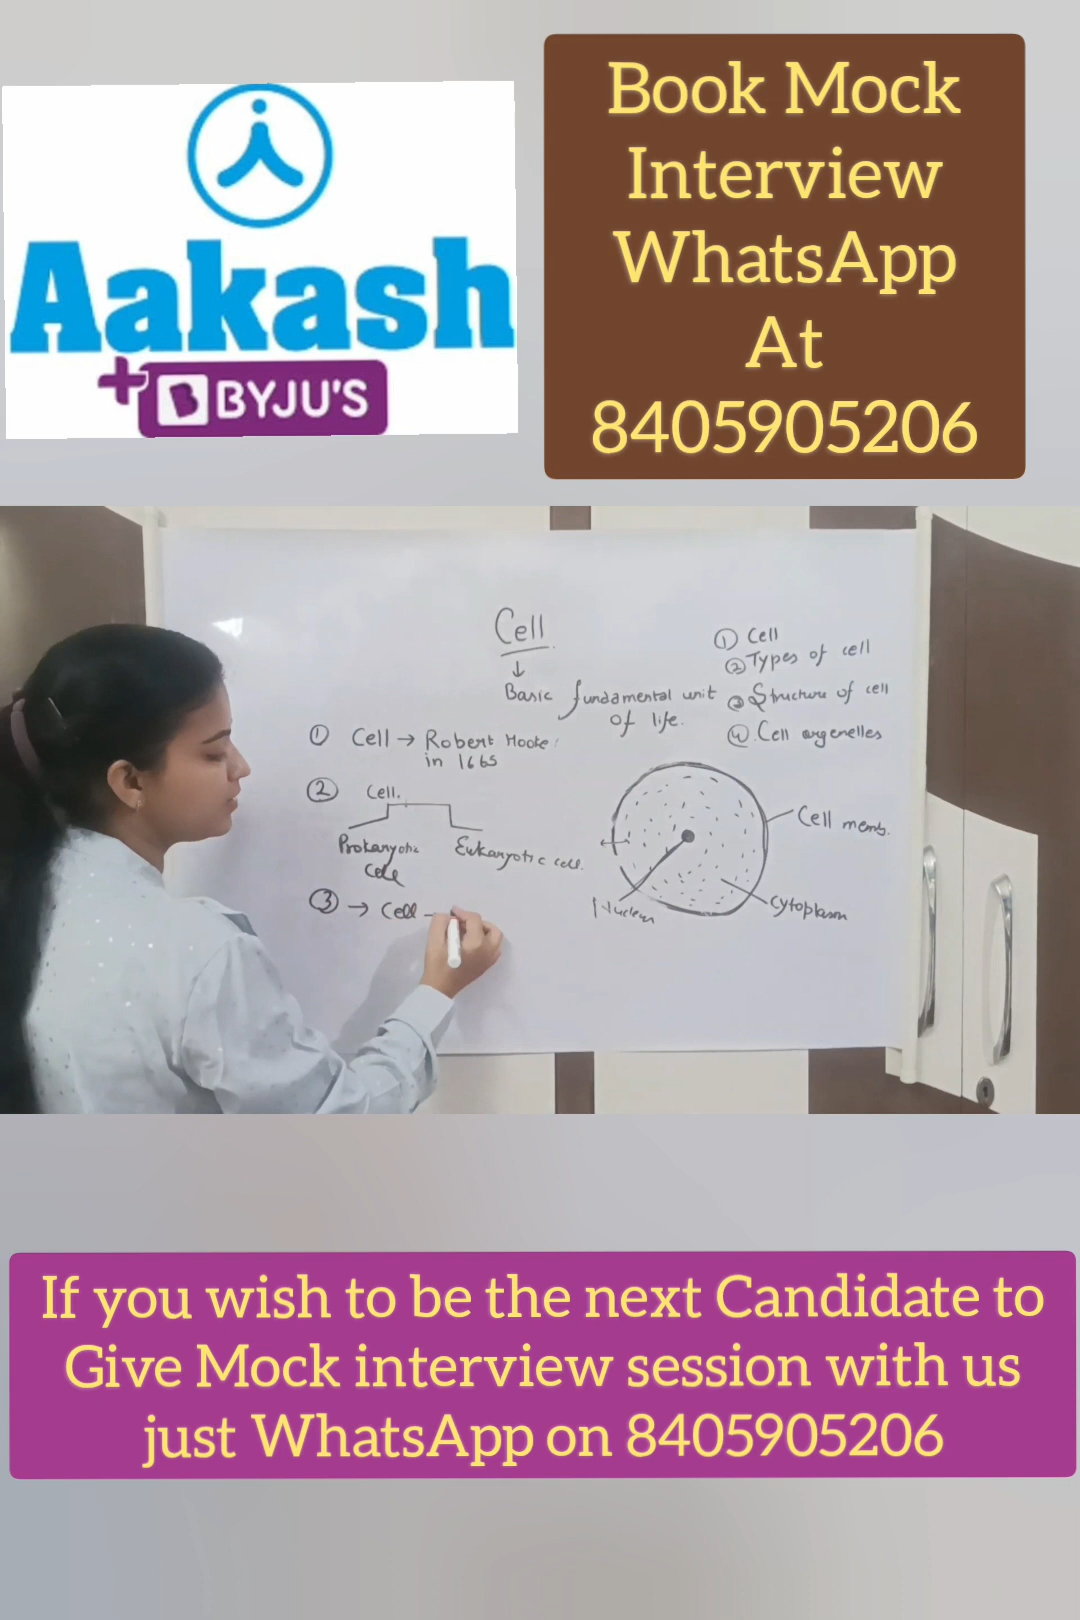 Aakash
+ BYJU'S
Book Mock
Interview
WhatsApp
At
8405905206
Cell
↓
Basic fundamental unit
of life.
① Cell
② Types of cell
③ Structure of cell
④ Cell orgenelles
① Cell → Robert Hooke
in 1665
② Cell.
Prokaryotic
cell
Eukaryotic cell.
③ → Cell -
Cell memb.
Cytoplasm
If you wish to be the next Candidate to
Give Mock interview session with us
just WhatsApp on 8405905206